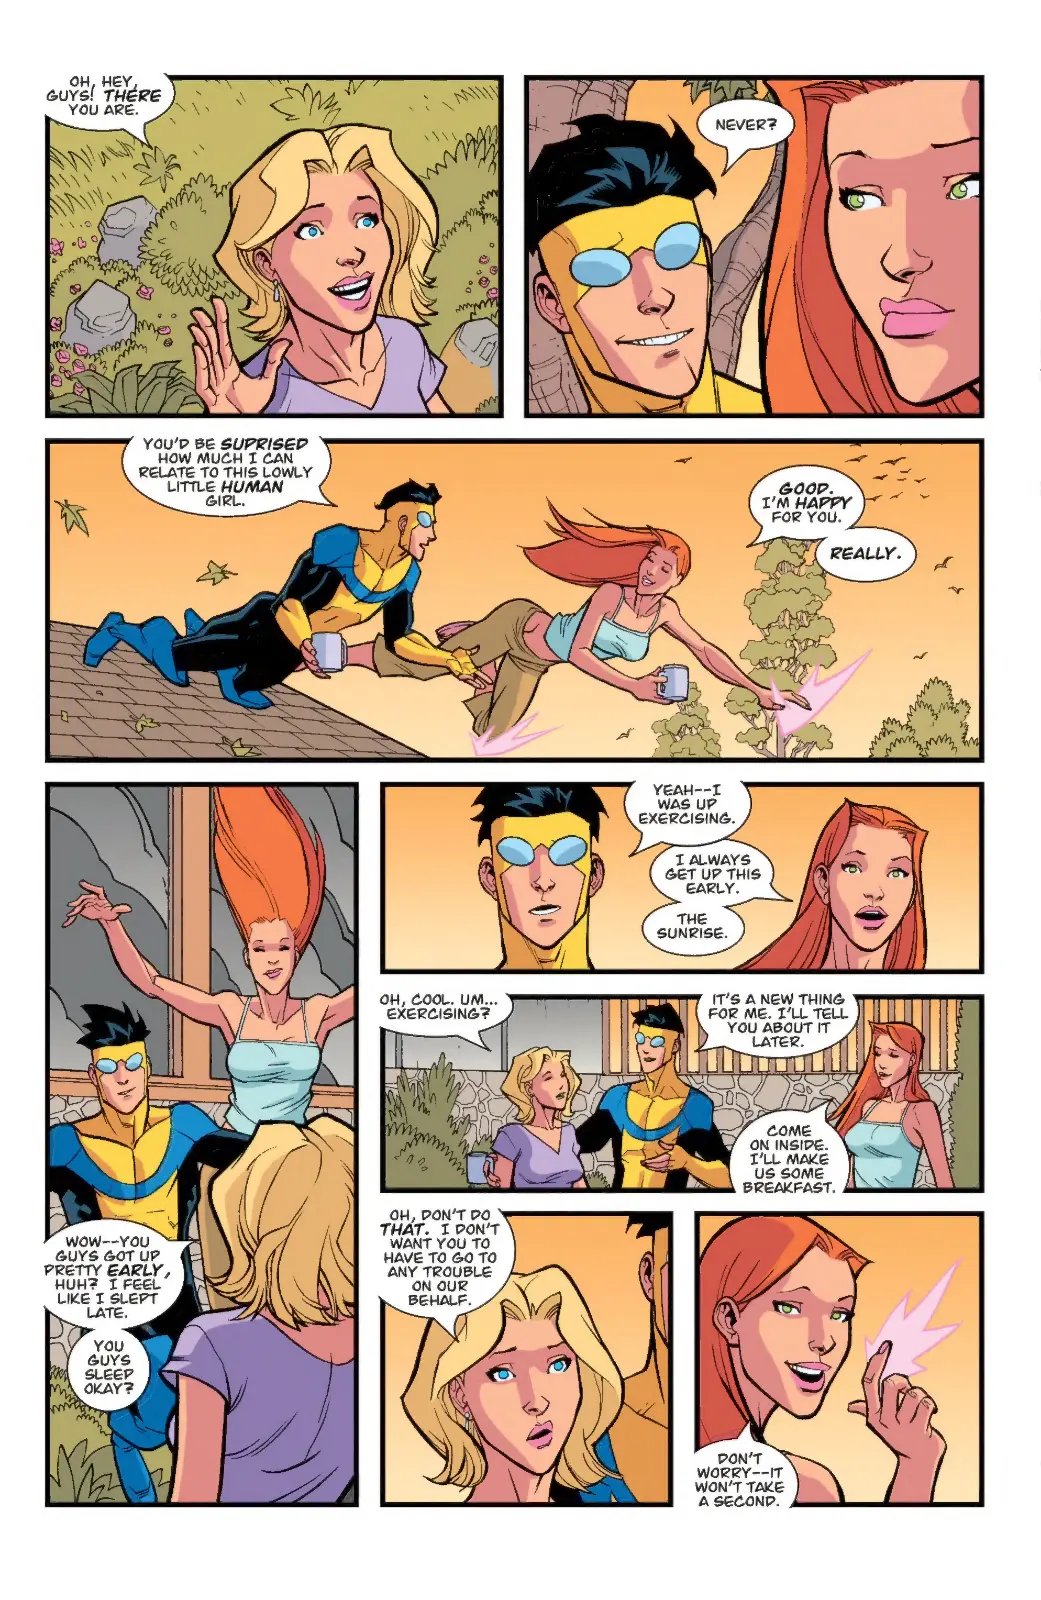 OH, HEY,
GUYS! THERE
YOU ARE.
NEVER?
YOU'D BE SUPRISED
HOW MUCH I CAN
RELATE TO THIS LOWLY
LITTLE HUMAN
GIRL.
GOOD.
I'M HAPPY
FOR YOU.
REALLY.
WOW--YOU
GUYS GOT UP
PRETTY EARLY,
HUH? I FEEL
LIKE I SLEPT
LATE.
YOU
GUYS
SLEEP
OKAY?
YEAH--I
WAS UP
EXERCISING.
I ALWAYS
GET UP THIS
EARLY.
THE
SUNRISE.
OH, COOL. UM...
EXERCISING?
IT'S A NEW THING
FOR ME. I'LL TELL
YOU ABOUT IT
LATER.
COME
ON INSIDE.
I'LL MAKE
US SOME
BREAKFAST.
OH, DON'T DO
THAT. I DON'T
WANT YOU TO
HAVE TO GO TO
ANY TROUBLE
ON OUR
BEHALF.
DON'T
WORRY--IT
WON'T TAKE
A SECOND.